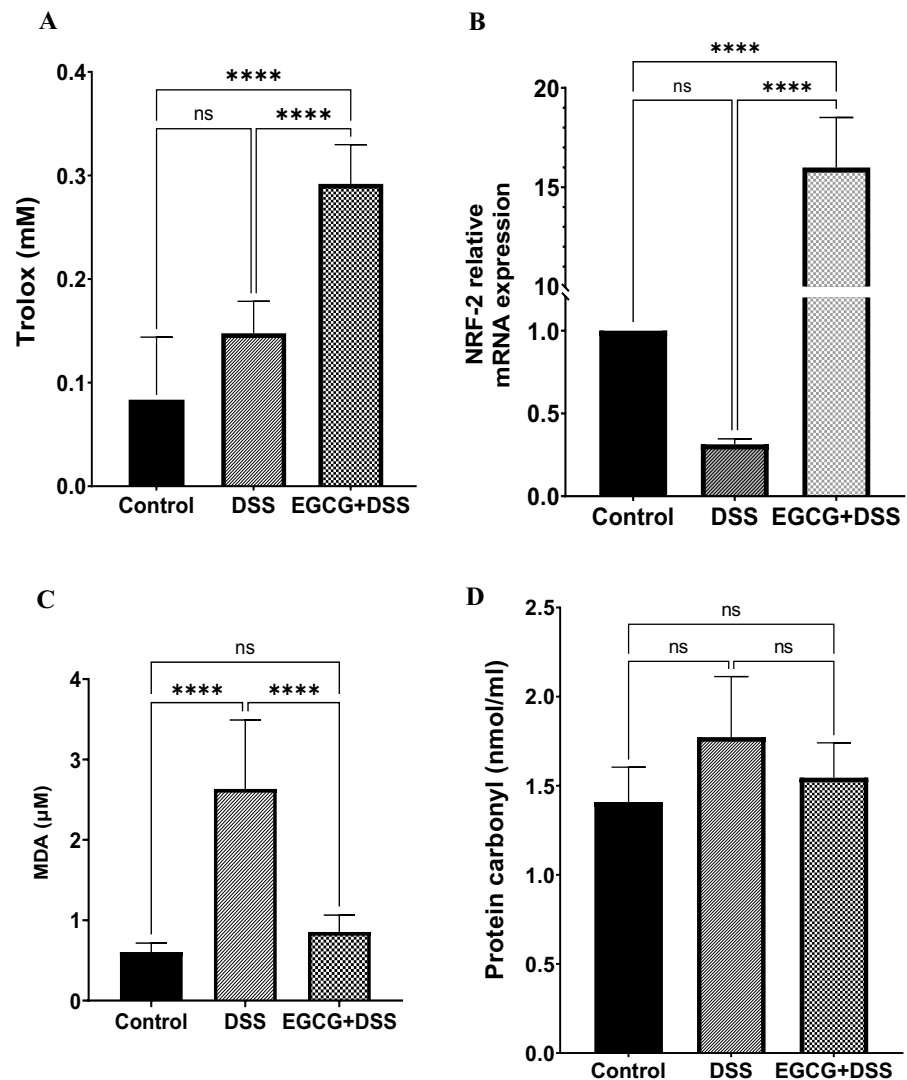 A
Trolox (mM)
0.4
0.3
0.2
0.1
0.0
****
ns
****
Control
DSS
EGCG+DSS
B
NRF-2 relative
mRNA expression
20
15
10
1.0
0.5
0.0
****
ns
****
Control
DSS
EGCG+DSS
C
MDA (µM)
4
3
2
1
0
ns
****
****
Control
DSS
EGCG+DSS
D
Protein carbonyl (nmol/ml)
2.5
2.0
1.5
1.0
0.5
0.0
ns
ns
ns
Control
DSS
EGCG+DSS